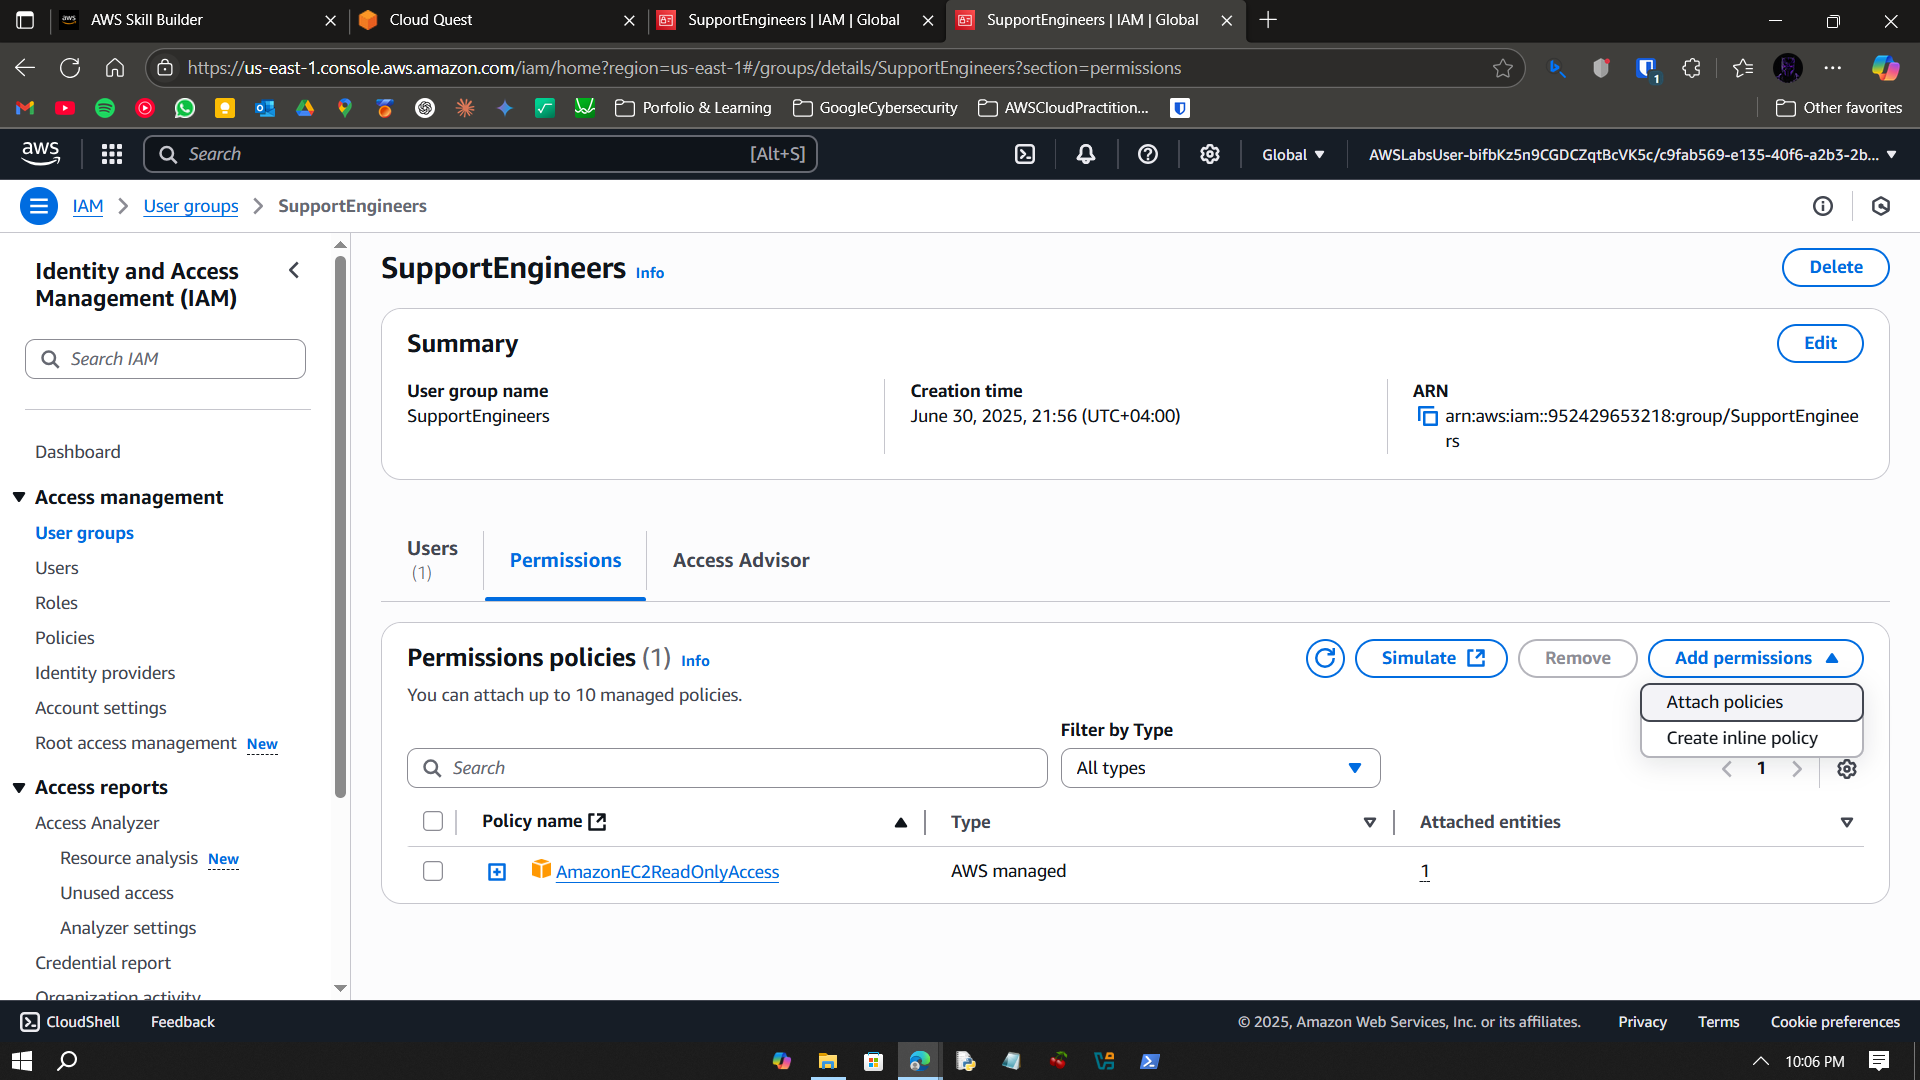 AWS Skill Builder
Cloud Quest
SupportEngineers | IAM | Global
SupportEngineers | IAM | Global
https://us-east-1.console.aws.amazon.com/iam/home?region=us-east-1#/groups/details/SupportEngineers?section=permissions
1
Porfolio & Learning
GoogleCybersecurity
AWSCloudPractition...
Other favorites
aws
Search
[Alt+S]
Global
AWSLabsUser-bifbKz5n9CGDCZqtBcVK5c/c9fab569-e135-40f6-a2b3-2b...
IAM
User groups
SupportEngineers
Identity and Access
Management (IAM)
Search IAM
Dashboard
Access management
User groups
Users
Roles
Policies
Identity providers
Account settings
Root access management New
Access reports
Access Analyzer
Resource analysis New
Unused access
Analyzer settings
Credential report
Organization activity
SupportEngineers Info
Delete
Summary
Edit
User group name
SupportEngineers
Creation time
June 30, 2025, 21:56 (UTC+04:00)
ARN
arn:aws:iam::952429653218:group/SupportEnginee
rs
Users
(1)
Permissions
Access Advisor
Permissions policies (1) Info
You can attach up to 10 managed policies.
Simulate
Remove
Add permissions
Attach policies
Create inline policy
Filter by Type
Search
All types
1
Policy name
Type
Attached entities
AmazonEC2ReadOnlyAccess
AWS managed
1
CloudShell
Feedback
© 2025, Amazon Web Services, Inc. or its affiliates.
Privacy
Terms
Cookie preferences
10:06 PM